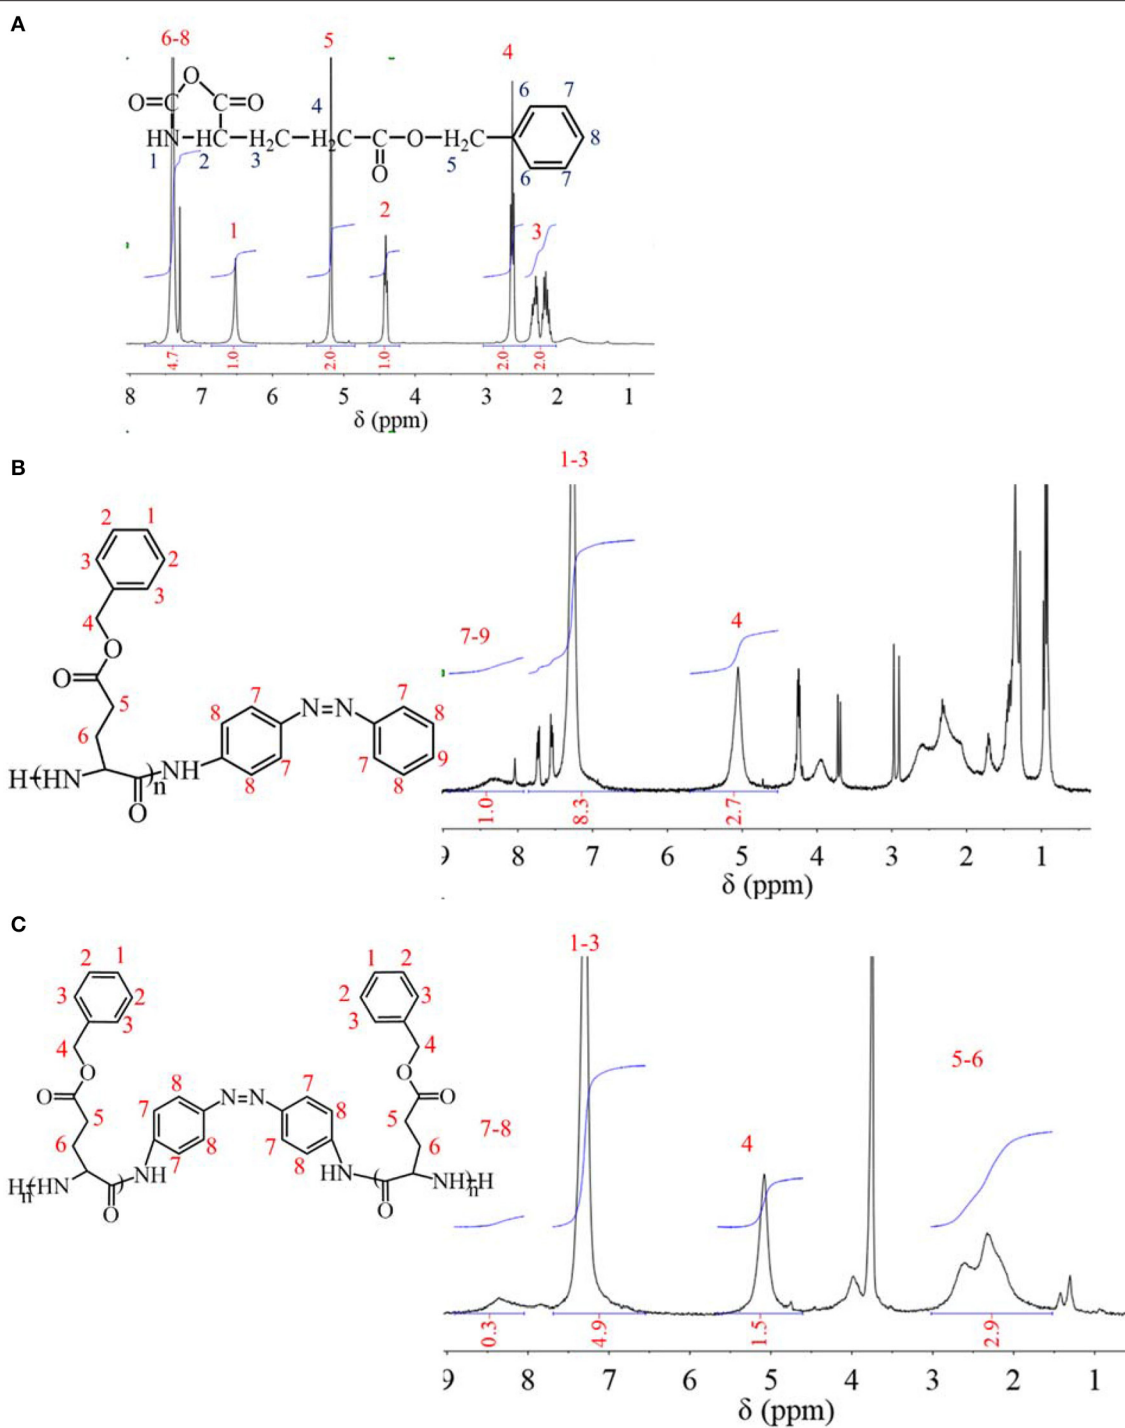 A
6-8 5 4
O
O=C C=O 4 6 7
HN-HC-H2C-H2C-C-O-H2C 8
1 2 3 O 5 6 7
1 2 3
4.7 1.0 2.0 1.0 2.0 2.0
8 7 6 5 4 3 2 1
δ (ppm)
B
1-3
2 1
3 2
3
4
O
O 5
6
7 N=N 7
8 8
H-(HN )n NH 7 7 9
O 8 8
7-9 4
1.0 8.3 2.7
9 8 7 6 5 4 3 2 1
δ (ppm)
C
1-3
2 1 1 2
3 2 2 3
3 3
4 4
O O
O O
5 8 N=N 7 5
6 7 8 6
7 8 7 8
H-n(HN ) NH HN ( NH)-nH
O O
7-8 4 5-6
0.3 4.9 1.5 2.9
9 8 7 6 5 4 3 2 1
δ (ppm)